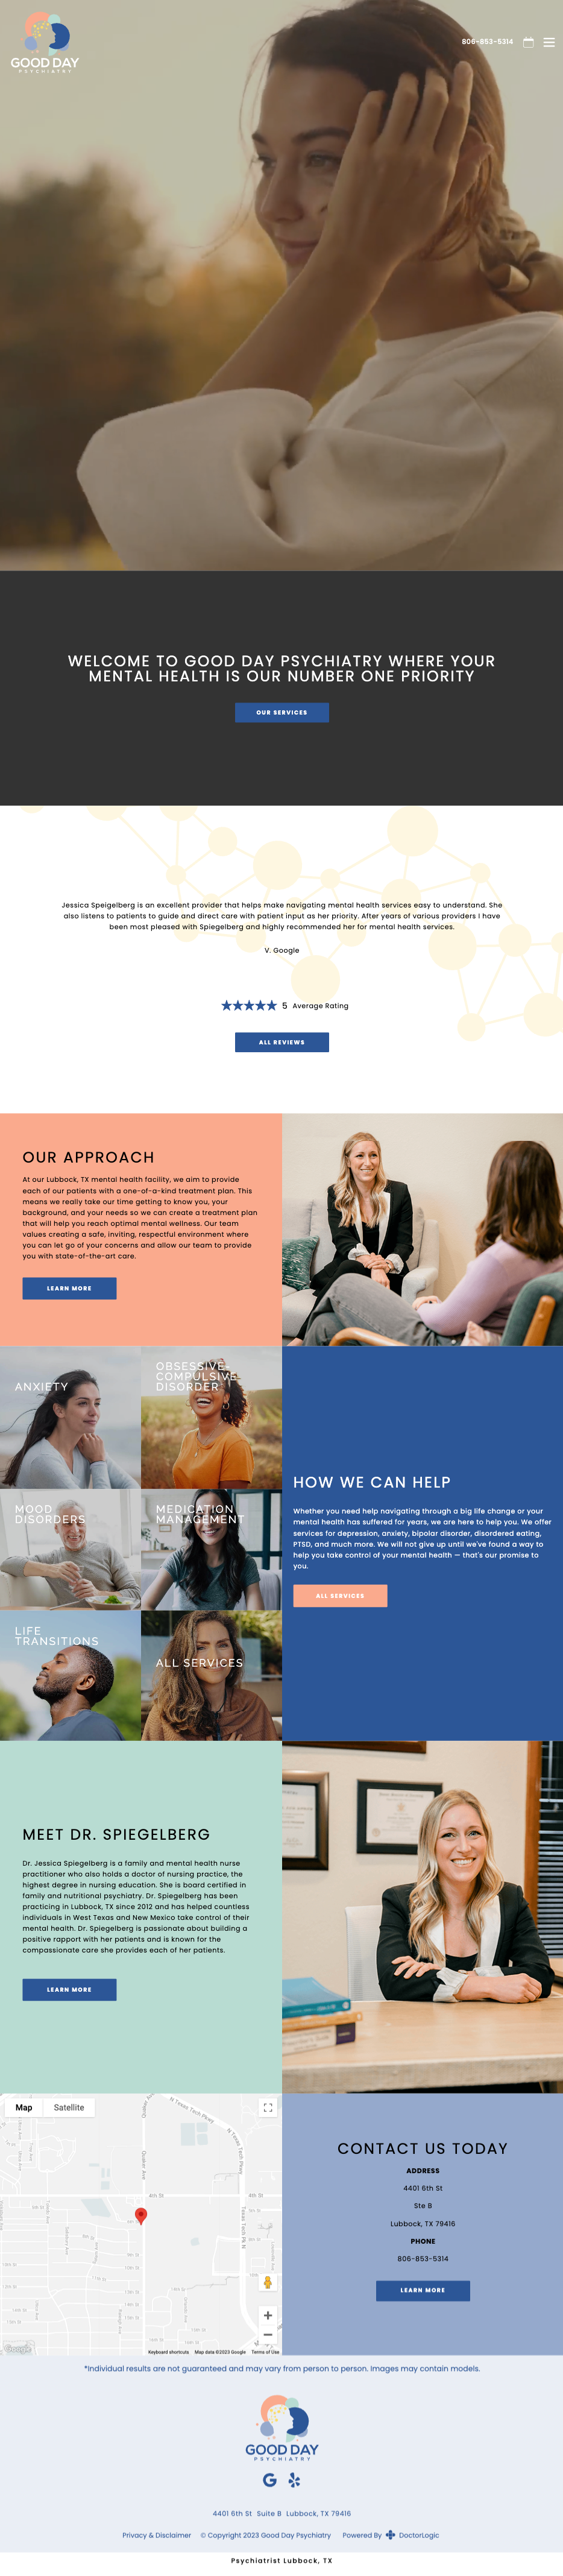 GOOD DAY
PSYCHIATRY
806-853-5314
WELCOME TO GOOD DAY PSYCHIATRY WHERE YOUR
MENTAL HEALTH IS OUR NUMBER ONE PRIORITY
OUR SERVICES
Jessica Speigelberg is an excellent provider that helps make navigating mental health services easy to understand. She
also listens to patients to guide and direct care with patient input as her priority. After years of various providers I have
been most pleased with Spiegelberg and highly recommended her for mental health services.
V. Google
5 Average Rating
ALL REVIEWS
OUR APPROACH
At our Lubbock, TX mental health facility, we aim to provide
each of our patients with a one-of-a-kind treatment plan. This
means we really take our time getting to know you, your
background, and your needs so we can create a treatment plan
that will help you reach optimal mental wellness. Our team
values creating a safe, inviting, respectful environment where
you can let go of your concerns and allow our team to provide
you with state-of-the-art care.
LEARN MORE
ANXIETY
OBSESSIVE-
COMPULSIVE
DISORDER
MOOD
DISORDERS
MEDICATION
MANAGEMENT
LIFE
TRANSITIONS
ALL SERVICES
HOW WE CAN HELP
Whether you need help navigating through a big life change or your
mental health has suffered for years, we are here to help you. We offer
services for depression, anxiety, bipolar disorder, disordered eating,
PTSD, and much more. We will not give up until we've found a way to
help you take control of your mental health — that's our promise to
you.
ALL SERVICES
MEET DR. SPIEGELBERG
Dr. Jessica Spiegelberg is a family and mental health nurse
practitioner who also holds a doctor of nursing practice, the
highest degree in nursing education. She is board certified in
family and nutritional psychiatry. Dr. Spiegelberg has been
practicing in Lubbock, TX since 2012 and has helped countless
individuals in West Texas and New Mexico take control of their
mental health. Dr. Spiegelberg is passionate about building a
positive rapport with her patients and is known for the
compassionate care she provides each of her patients.
LEARN MORE
Map
Satellite
Quaker Ave
N Texas Tech Pkwy
4th St
Google
Keyboard shortcuts
Map data ©2023 Google
Terms of Use
CONTACT US TODAY
ADDRESS
4401 6th St
Ste B
Lubbock, TX 79416
PHONE
806-853-5314
LEARN MORE
*Individual results are not guaranteed and may vary from person to person. Images may contain models.
GOOD DAY
PSYCHIATRY
4401 6th St Suite B Lubbock, TX 79416
Privacy & Disclaimer © Copyright 2023 Good Day Psychiatry Powered By DoctorLogic
Psychiatrist Lubbock, TX